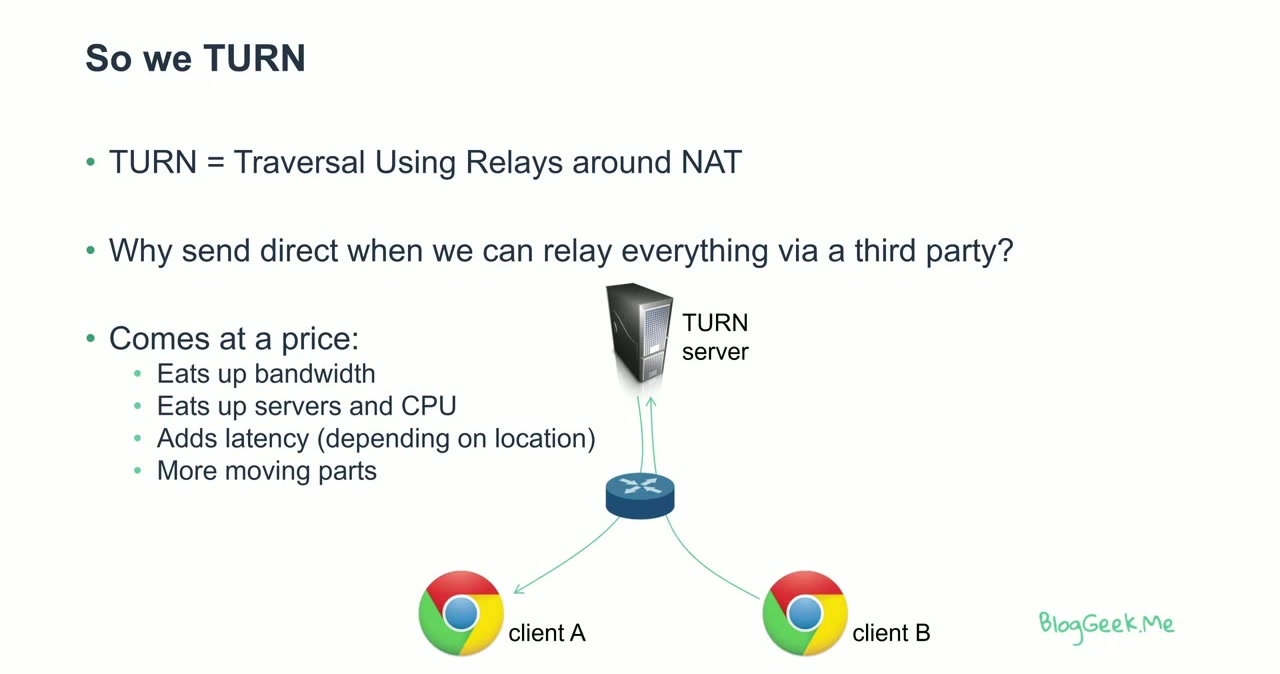 So we TURN
• TURN = Traversal Using Relays around NAT
• Why send direct when we can relay everything via a third party?
• Comes at a price:
• Eats up bandwidth
• Eats up servers and CPU
• Adds latency (depending on location)
• More moving parts
TURN
server
client A
client B
BlogGeek.Me